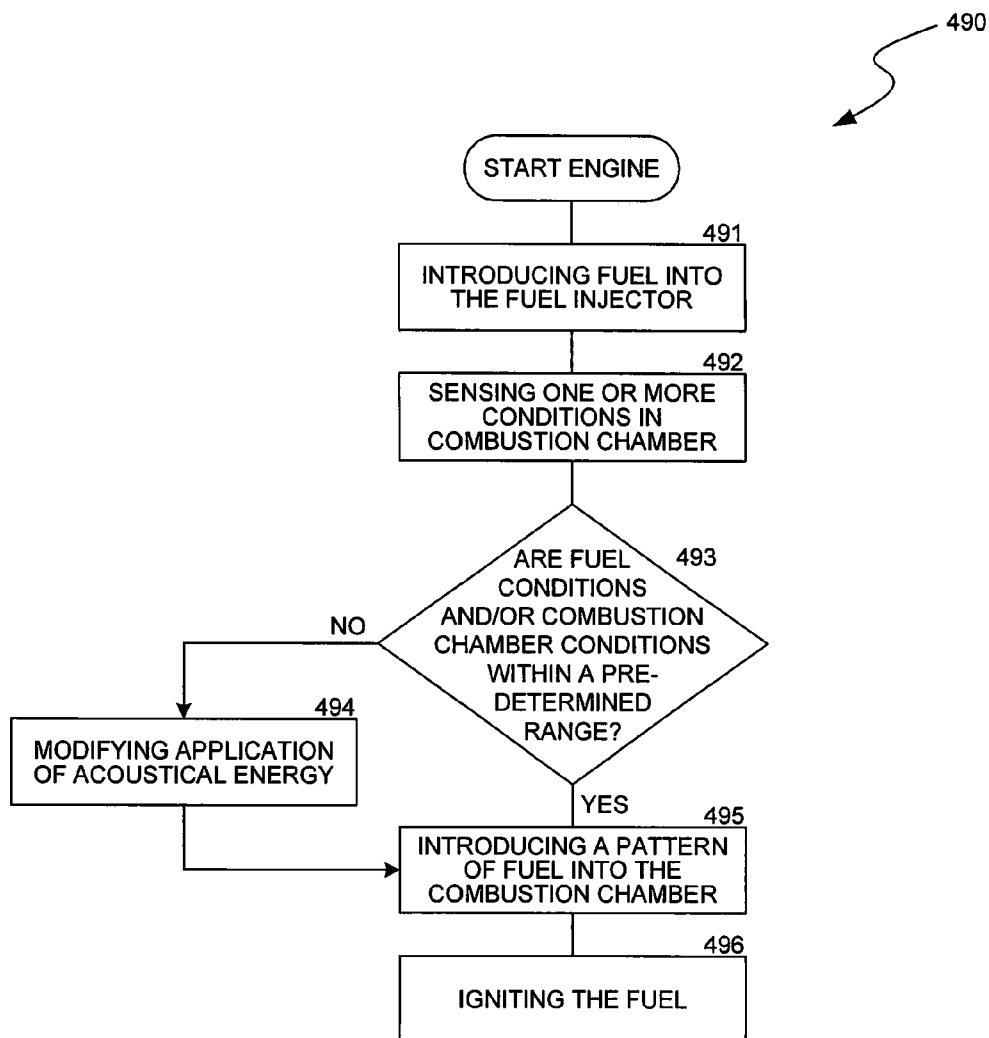 490
START ENGINE
491
INTRODUCING FUEL INTO
THE FUEL INJECTOR
492
SENSING ONE OR MORE
CONDITIONS IN
COMBUSTION CHAMBER
493
ARE FUEL
CONDITIONS
AND/OR COMBUSTION
CHAMBER CONDITIONS
WITHIN A PRE-
DETERMINED
RANGE?
NO
494
MODIFYING APPLICATION
OF ACOUSTICAL ENERGY
YES
495
INTRODUCING A PATTERN
OF FUEL INTO THE
COMBUSTION CHAMBER
496
IGNITING THE FUEL